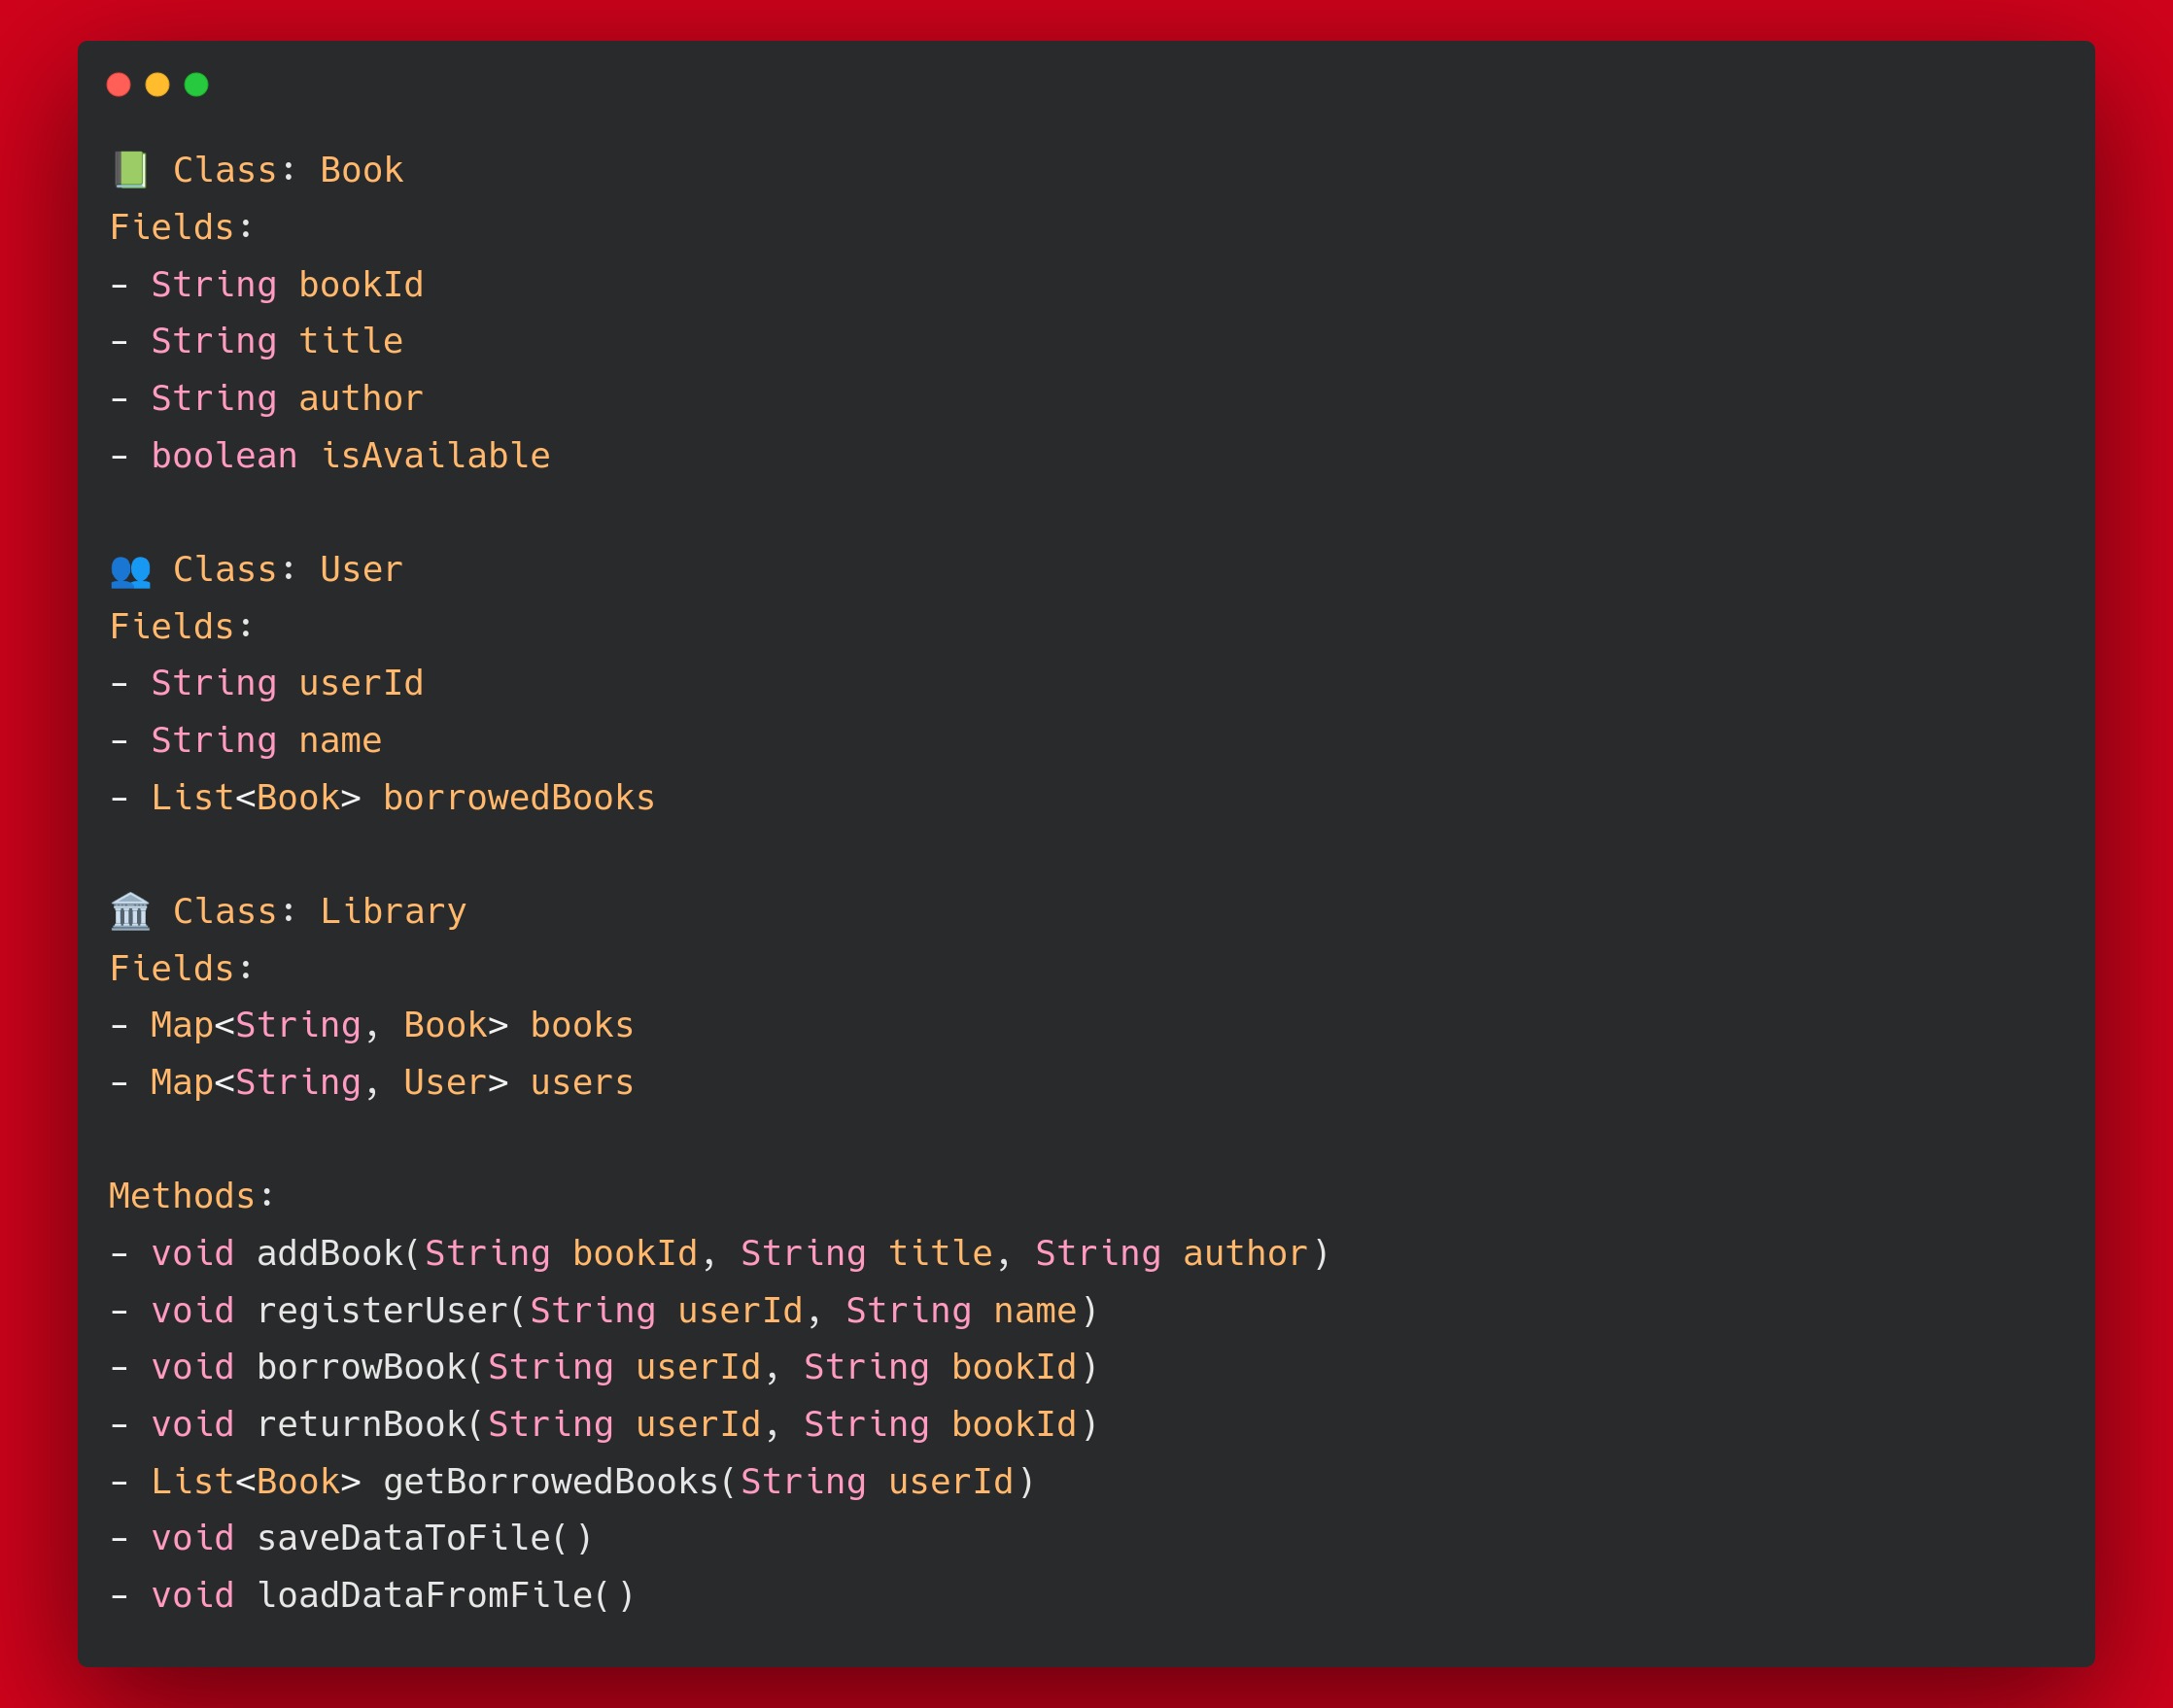 📗 Class: Book
Fields:
- String bookId
- String title
- String author
- boolean isAvailable
👥 Class: User
Fields:
- String userId
- String name
- List<Book> borrowedBooks
🏛️ Class: Library
Fields:
- Map<String, Book> books
- Map<String, User> users
Methods:
- void addBook(String bookId, String title, String author)
- void registerUser(String userId, String name)
- void borrowBook(String userId, String bookId)
- void returnBook(String userId, String bookId)
- List<Book> getBorrowedBooks(String userId)
- void saveDataToFile()
- void loadDataFromFile()